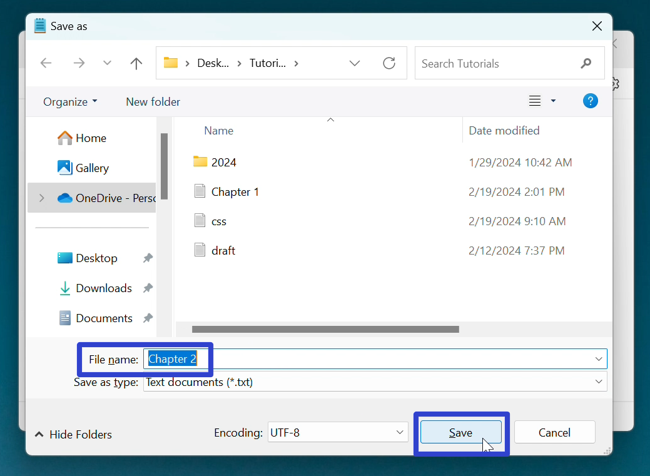 Save as
Desk... Tutori...
Search Tutorials
Organize New folder
Name Date modified
Home
Gallery
OneDrive - Perso
Desktop
Downloads
Documents
2024 1/29/2024 10:42 AM
Chapter 1 2/19/2024 2:01 PM
css 2/19/2024 9:10 AM
draft 2/12/2024 7:37 PM
File name: Chapter 2
Save as type: Text documents (*.txt)
Hide Folders Encoding: UTF-8 Save Cancel